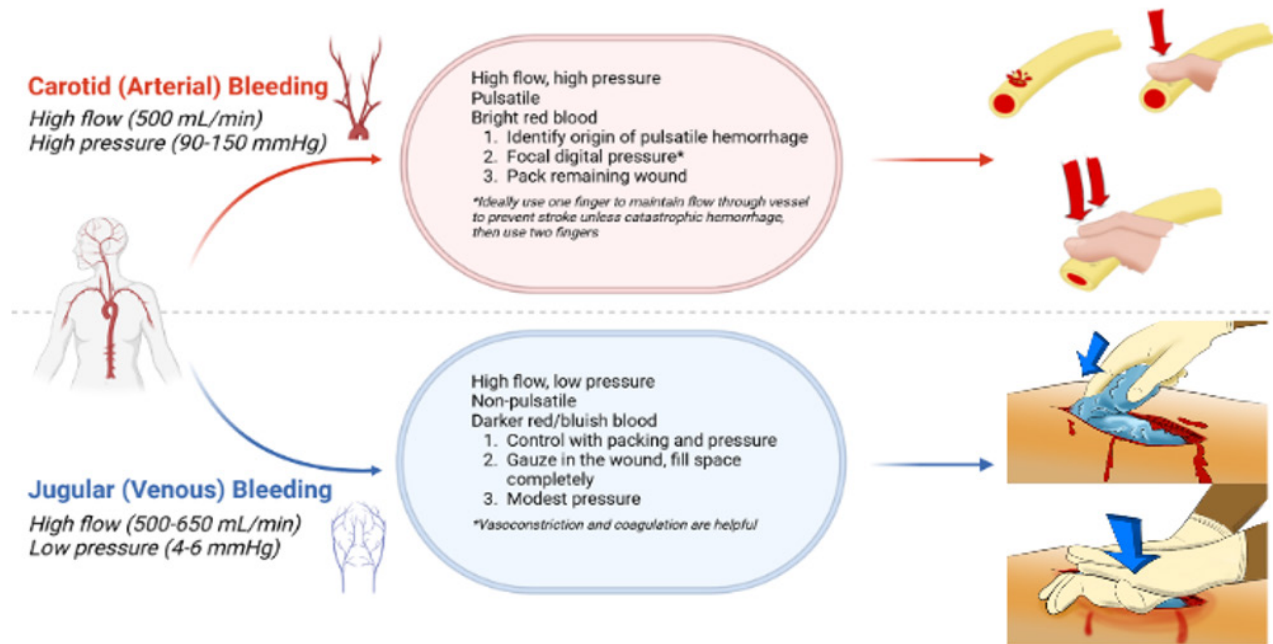 Carotid (Arterial) Bleeding
High flow (500 mL/min)
High pressure (90-150 mmHg)
High flow, high pressure
Pulsatile
Bright red blood
1. Identify origin of pulsatile hemorrhage
2. Focal digital pressure*
3. Pack remaining wound
*Ideally use one finger to maintain flow through vessel
to prevent stroke unless catastrophic hemorrhage,
then use two fingers
Jugular (Venous) Bleeding
High flow (500-650 mL/min)
Low pressure (4-6 mmHg)
High flow, low pressure
Non-pulsatile
Darker red/bluish blood
1. Control with packing and pressure
2. Gauze in the wound, fill space
completely
3. Modest pressure
*Vasoconstriction and coagulation are helpful